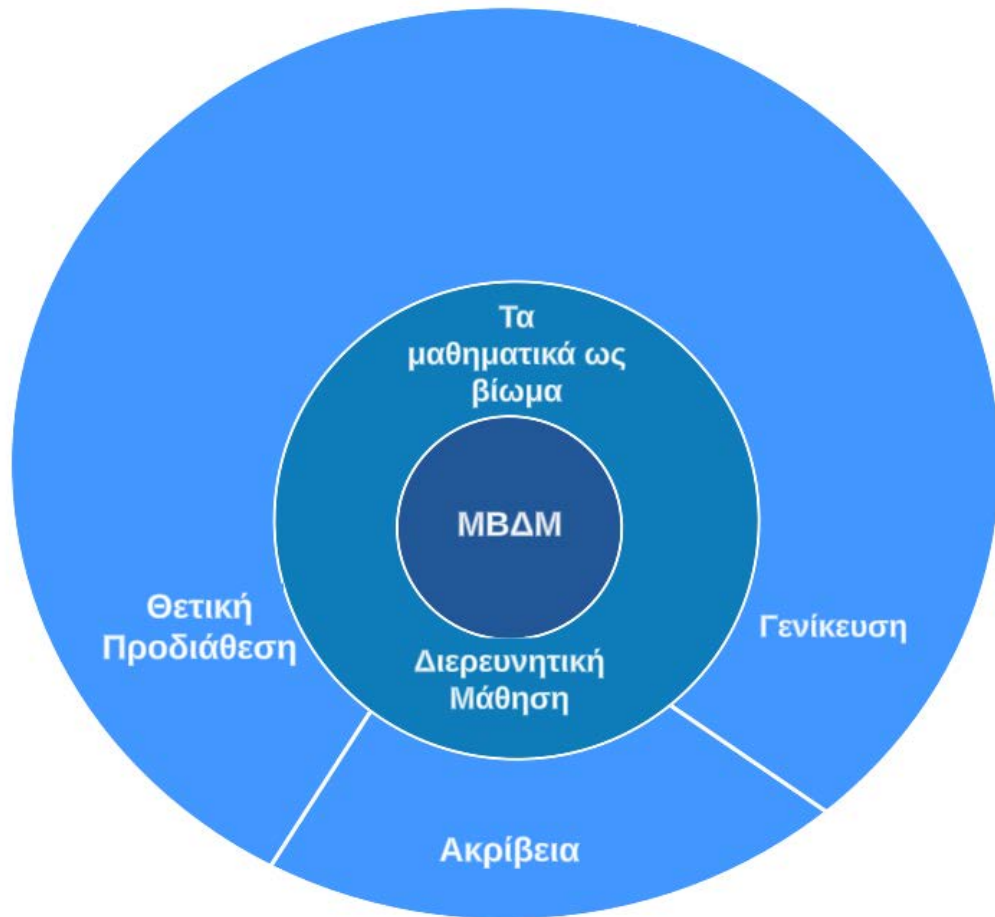 Τα
μαθηματικά ως
βίωμα
ΜΒΔΜ
Θετική
Προδιάθεση
Γενίκευση
Διερευνητική
Μάθηση
Ακρίβεια